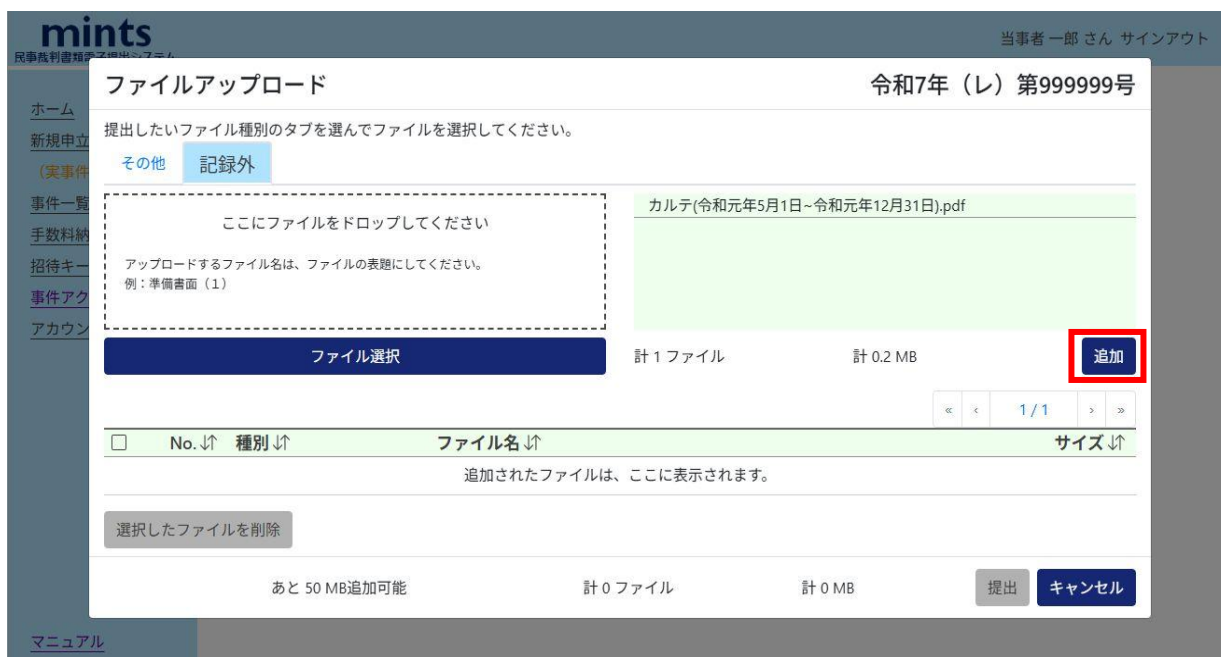 mints
民事裁判書類電子提出システム
当事者 一郎 さん サインアウト
ホーム
新規申立
（実事件
事件一覧
手数料納
招待キー
事件アク
アカウン
マニュアル
ファイルアップロード
令和7年（レ）第999999号
提出したいファイル種別のタブを選んでファイルを選択してください。
その他 記録外
ここにファイルをドロップしてください
アップロードするファイル名は、ファイルの表題にしてください。
例：準備書面（１）
カルテ(令和元年5月1日~令和元年12月31日).pdf
ファイル選択
計 1 ファイル 計 0.2 MB 追加
« ‹ 1 / 1 › »
No. 種別 ファイル名 サイズ
追加されたファイルは、ここに表示されます。
選択したファイルを削除
あと 50 MB追加可能 計 0 ファイル 計 0 MB 提出 キャンセル